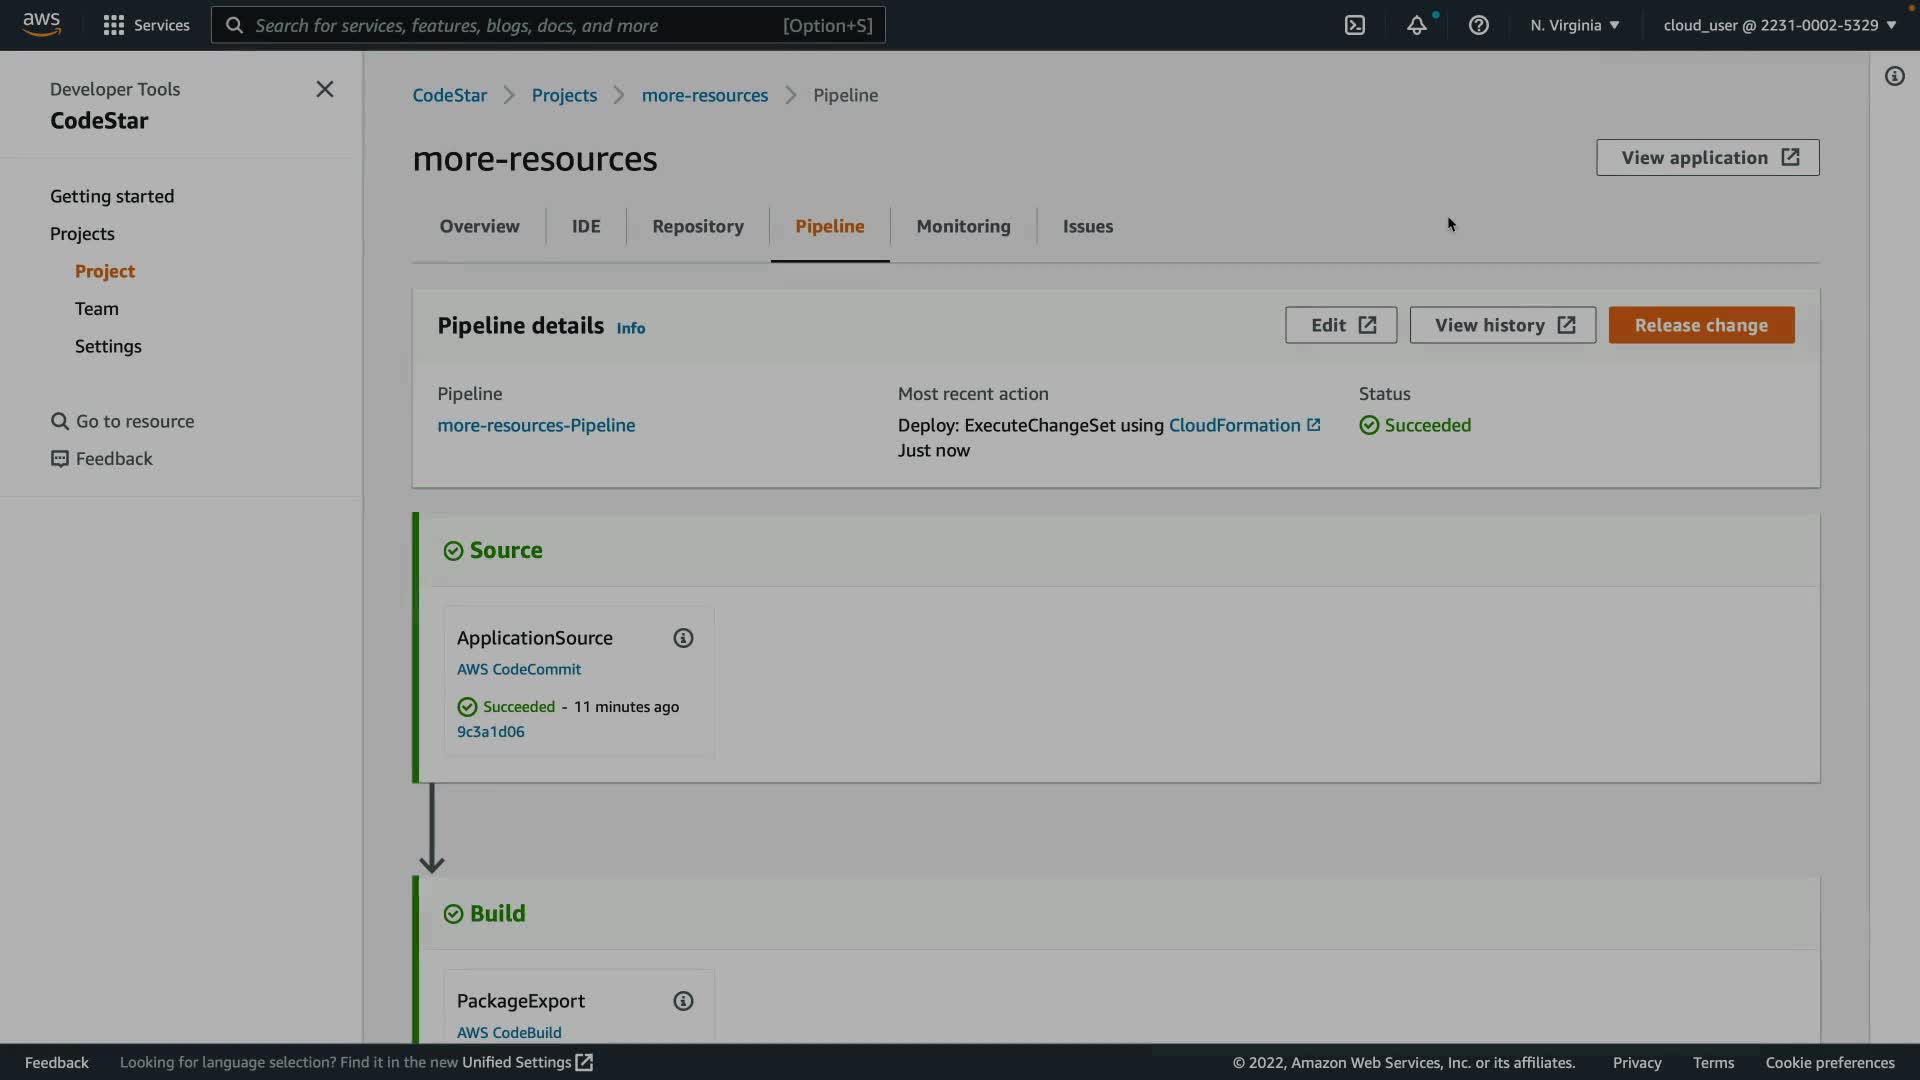 aws
Services
Search for services, features, blogs, docs, and more
[Option+S]
N. Virginia
cloud_user @ 2231-0002-5329
Developer Tools
CodeStar
Getting started
Projects
Project
Team
Settings
Go to resource
Feedback
CodeStar
Projects
more-resources
Pipeline
more-resources
View application
Overview
IDE
Repository
Pipeline
Monitoring
Issues
Pipeline details
Info
Edit
View history
Release change
Pipeline
more-resources-Pipeline
Most recent action
Deploy: ExecuteChangeSet using CloudFormation
Just now
Status
Succeeded
Source
ApplicationSource
AWS CodeCommit
Succeeded - 11 minutes ago
9c3a1d06
Build
PackageExport
AWS CodeBuild
Feedback
Looking for language selection? Find it in the new Unified Settings
© 2022, Amazon Web Services, Inc. or its affiliates.
Privacy
Terms
Cookie preferences